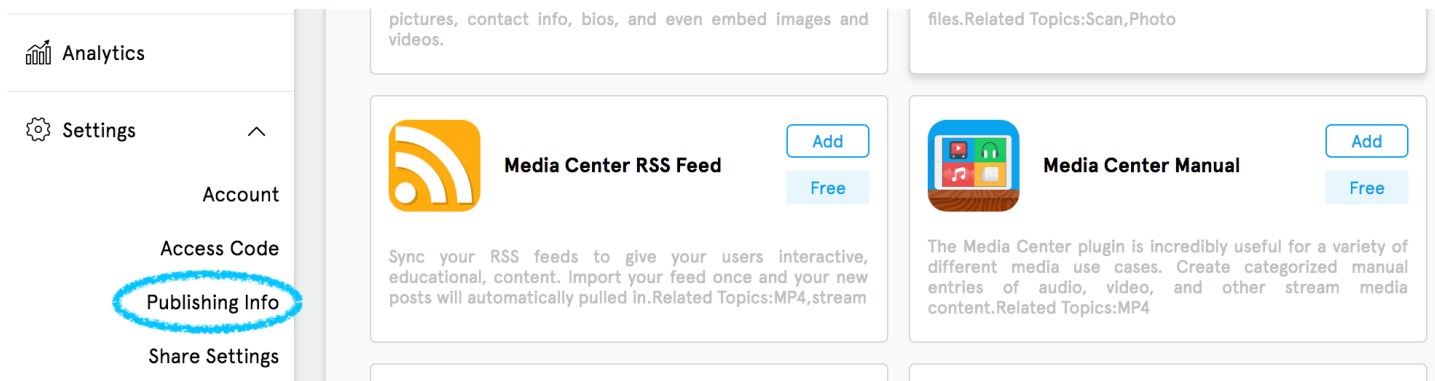 Analytics
Settings
Account
Access Code
Publishing Info
Share Settings
pictures, contact info, bios, and even embed images and
videos.
files.Related Topics:Scan,Photo
Media Center RSS Feed
Add
Free
Sync your RSS feeds to give your users interactive,
educational, content. Import your feed once and your new
posts will automatically pulled in.Related Topics:MP4,stream
Media Center Manual
Add
Free
The Media Center plugin is incredibly useful for a variety of
different media use cases. Create categorized manual
entries of audio, video, and other stream media
content.Related Topics:MP4